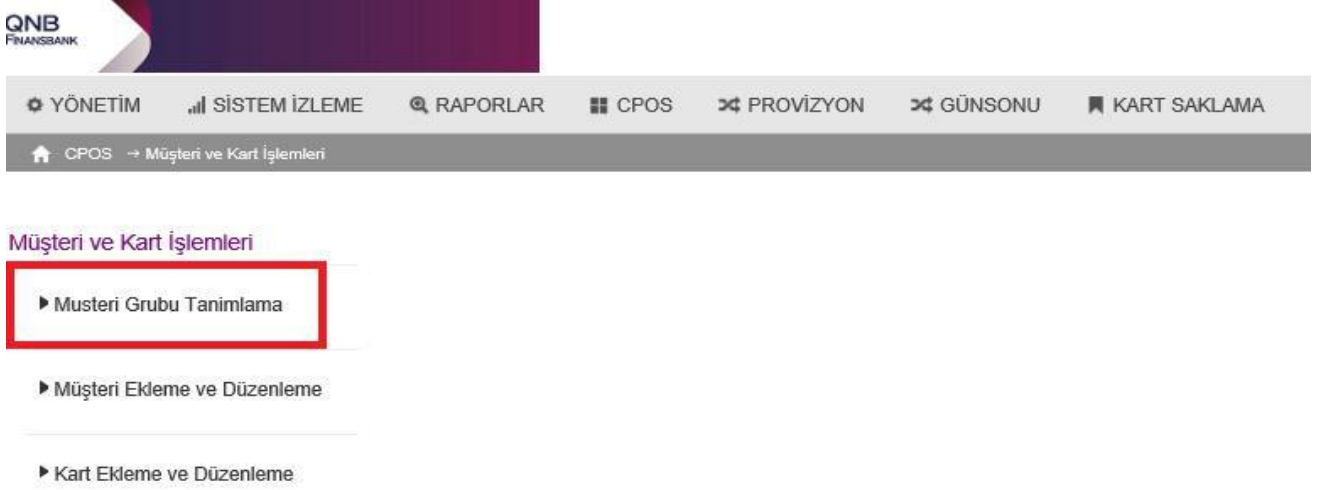 QNB
FINANSBANK
YÖNETİM SİSTEM İZLEME RAPORLAR CPOS PROVİZYON GÜNSONU KART SAKLAMA
CPOS → Müşteri ve Kart İşlemleri
Müşteri ve Kart İşlemleri
Musteri Grubu Tanimlama
Müşteri Ekleme ve Düzenleme
Kart Ekleme ve Düzenleme